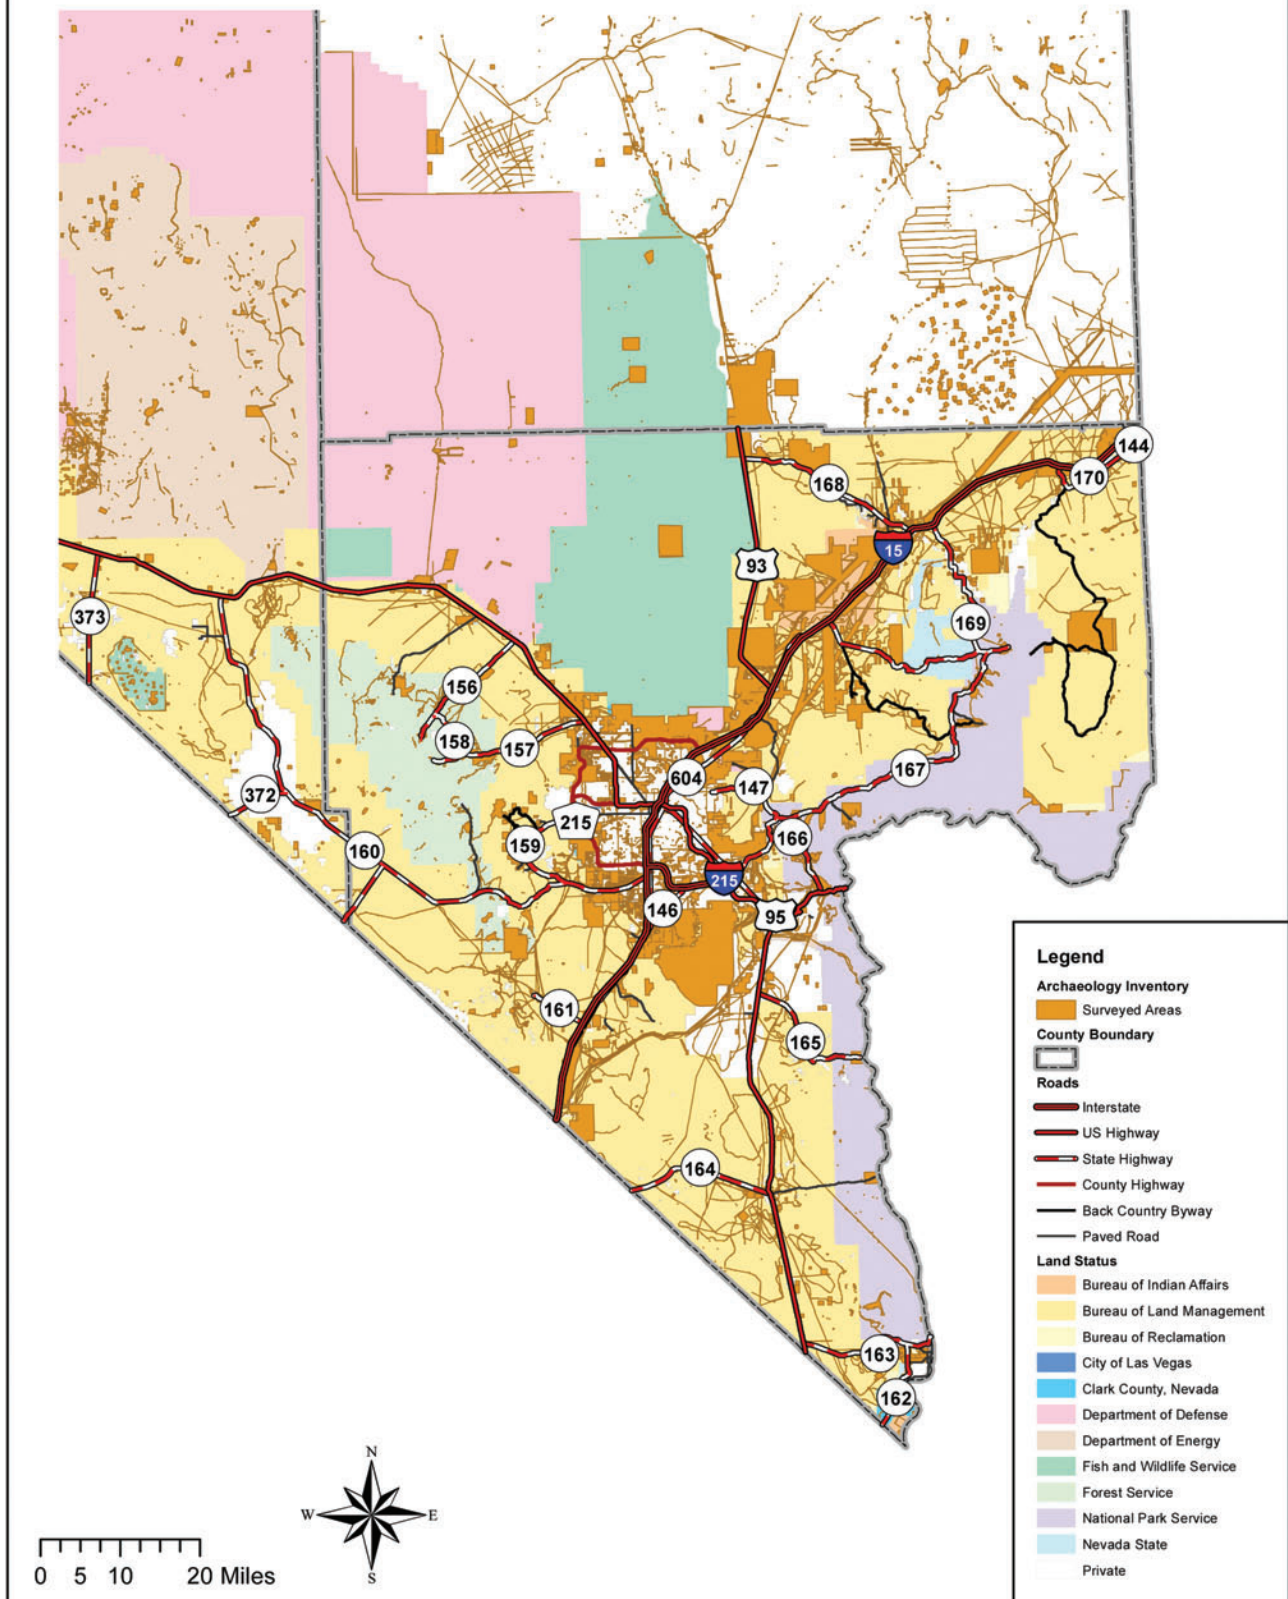 144
170
168
15
93
373
169
156
158
157
604
167
147
372
215
166
159
160
215
146
95
161
165
164
163
162
Legend
Archaeology Inventory
Surveyed Areas
County Boundary
Roads
Interstate
US Highway
State Highway
County Highway
Back Country Byway
Paved Road
Land Status
Bureau of Indian Affairs
Bureau of Land Management
Bureau of Reclamation
City of Las Vegas
Clark County, Nevada
Department of Defense
Department of Energy
Fish and Wildlife Service
Forest Service
National Park Service
Nevada State
Private
N
W E
S
0 5 10 20 Miles